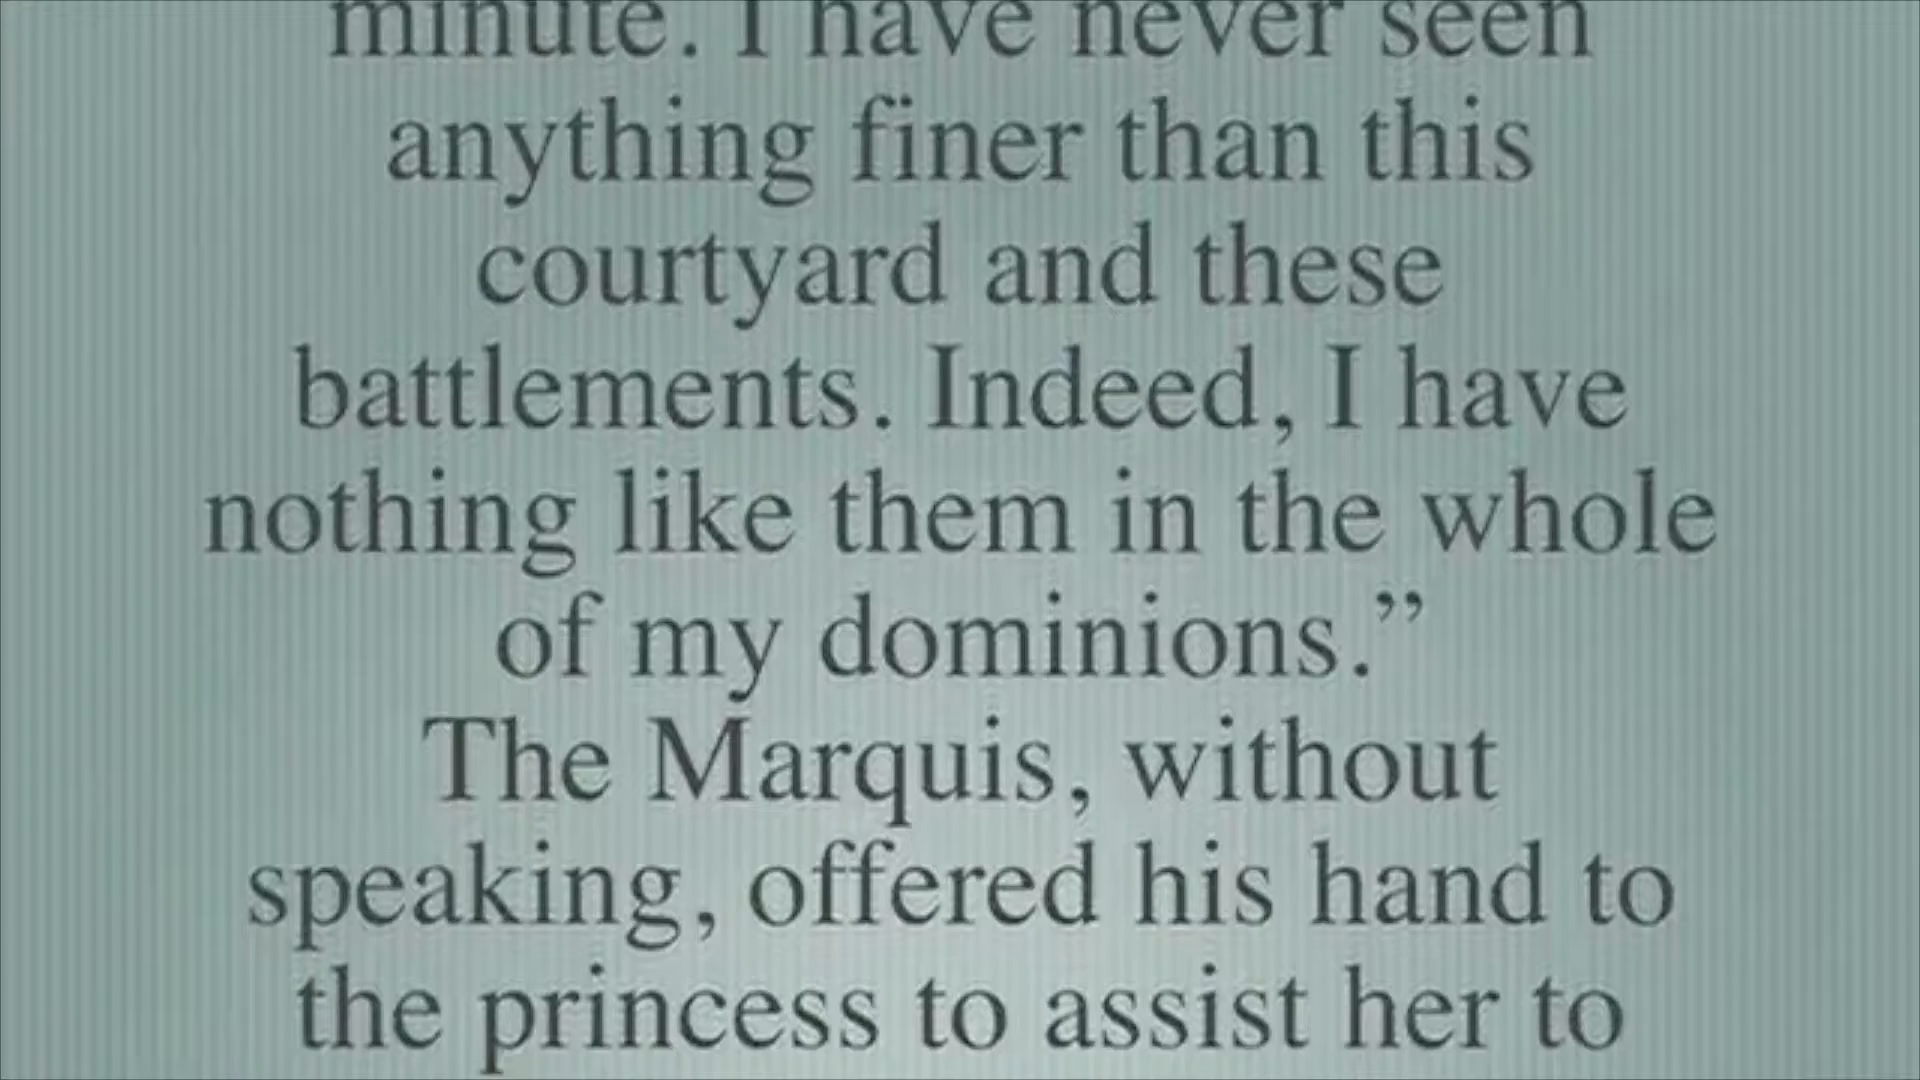 minute. I have never seen
anything finer than this
courtyard and these
battlements. Indeed, I have
nothing like them in the whole
of my dominions.”
The Marquis, without
speaking, offered his hand to
the princess to assist her to